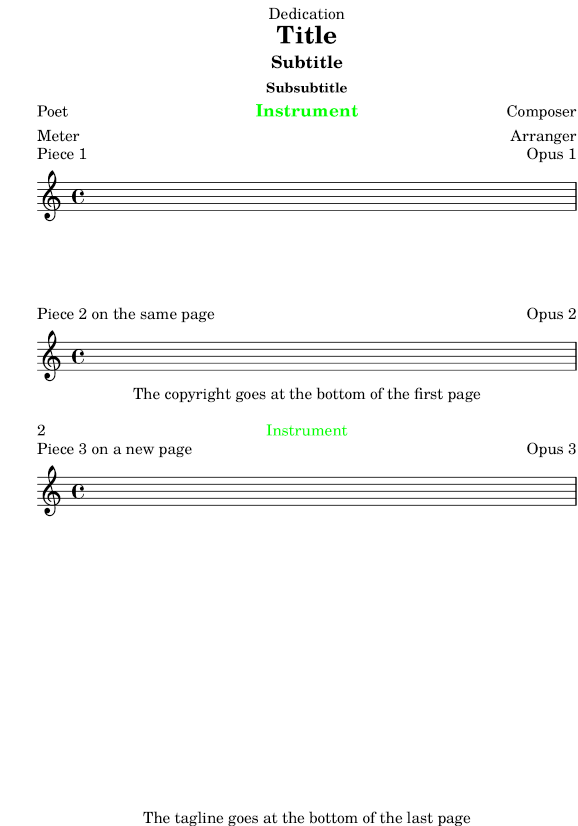 Dedication
Title
Subtitle
Subsubtitle
Poet Instrument Composer
Meter Arranger
Piece 1 Opus 1
Piece 2 on the same page Opus 2
The copyright goes at the bottom of the first page
2 Instrument
Piece 3 on a new page Opus 3
The tagline goes at the bottom of the last page